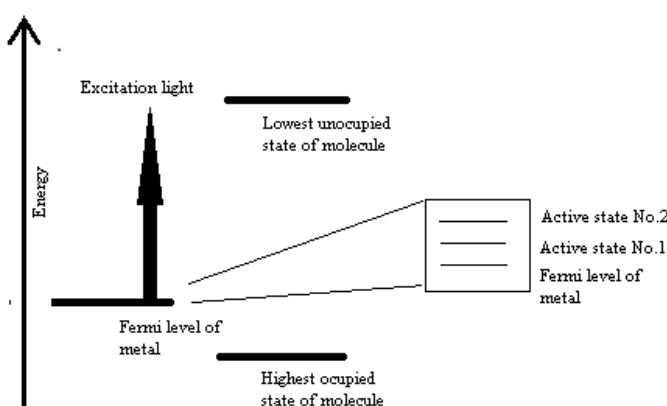 Excitation light
Lowest unocupied
state of molecule
Energy
Active state No.2
Active state No.1
Fermi level of
metal
Fermi level of
metal
Highest ocupied
state of molecule